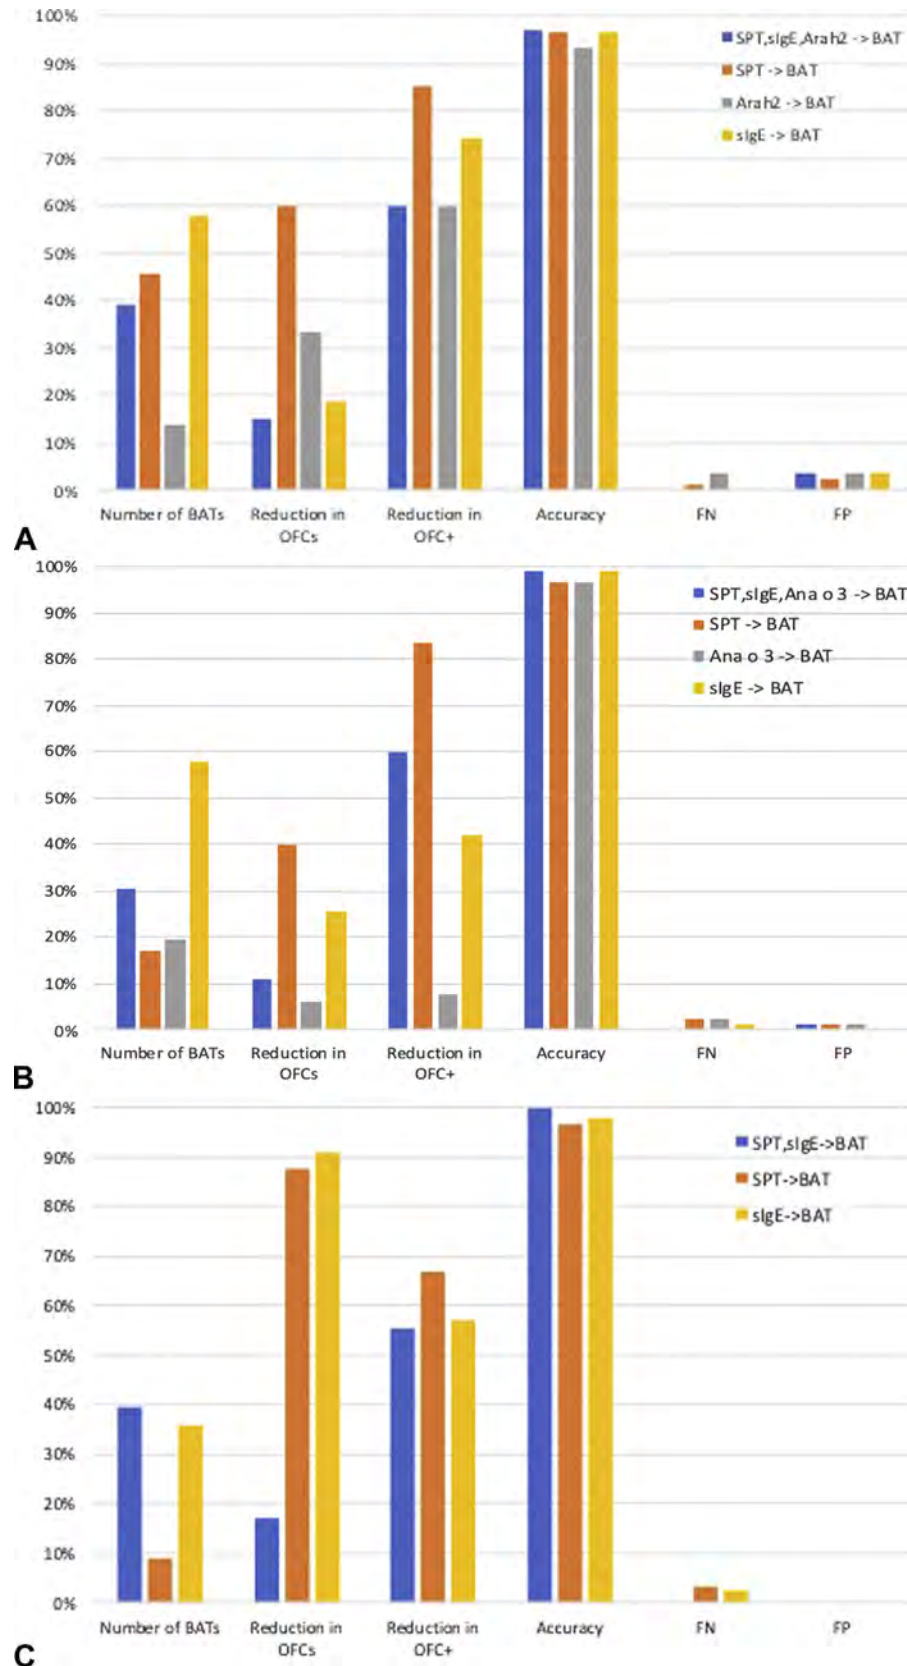 100%
90%
80%
70%
60%
50%
40%
30%
20%
10%
0%
SPT,sIgE,Arah2 -> BAT
SPT -> BAT
Arah2 -> BAT
sIgE -> BAT
Number of BATs
Reduction in
OFCs
Reduction in
OFC+
Accuracy
FN
FP
A
100%
90%
80%
70%
60%
50%
40%
30%
20%
10%
0%
SPT,sIgE,Ana o 3 -> BAT
SPT -> BAT
Ana o 3 -> BAT
sIgE -> BAT
Number of BATs
Reduction in
OFCs
Reduction in
OFC+
Accuracy
FN
FP
B
100%
90%
80%
70%
60%
50%
40%
30%
20%
10%
0%
SPT,sIgE->BAT
SPT->BAT
sIgE->BAT
Number of BATs
Reduction in
OFCs
Reduction in
OFC+
Accuracy
FN
FP
C